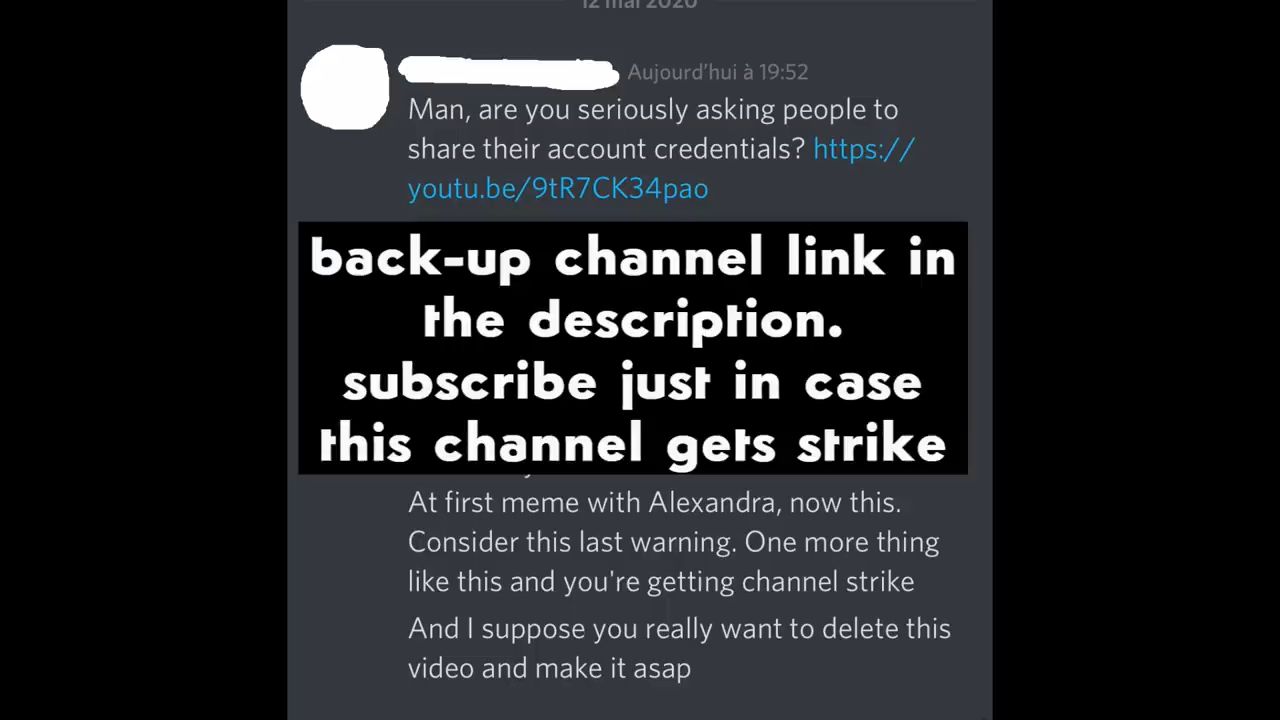 12 mai 2020
Aujourd'hui à 19:52
Man, are you seriously asking people to
share their account credentials? https://
youtu.be/9tR7CK34pao
back-up channel link in
the description.
subscribe just in case
this channel gets strike
At first meme with Alexandra, now this.
Consider this last warning. One more thing
like this and you're getting channel strike
And I suppose you really want to delete this
video and make it asap